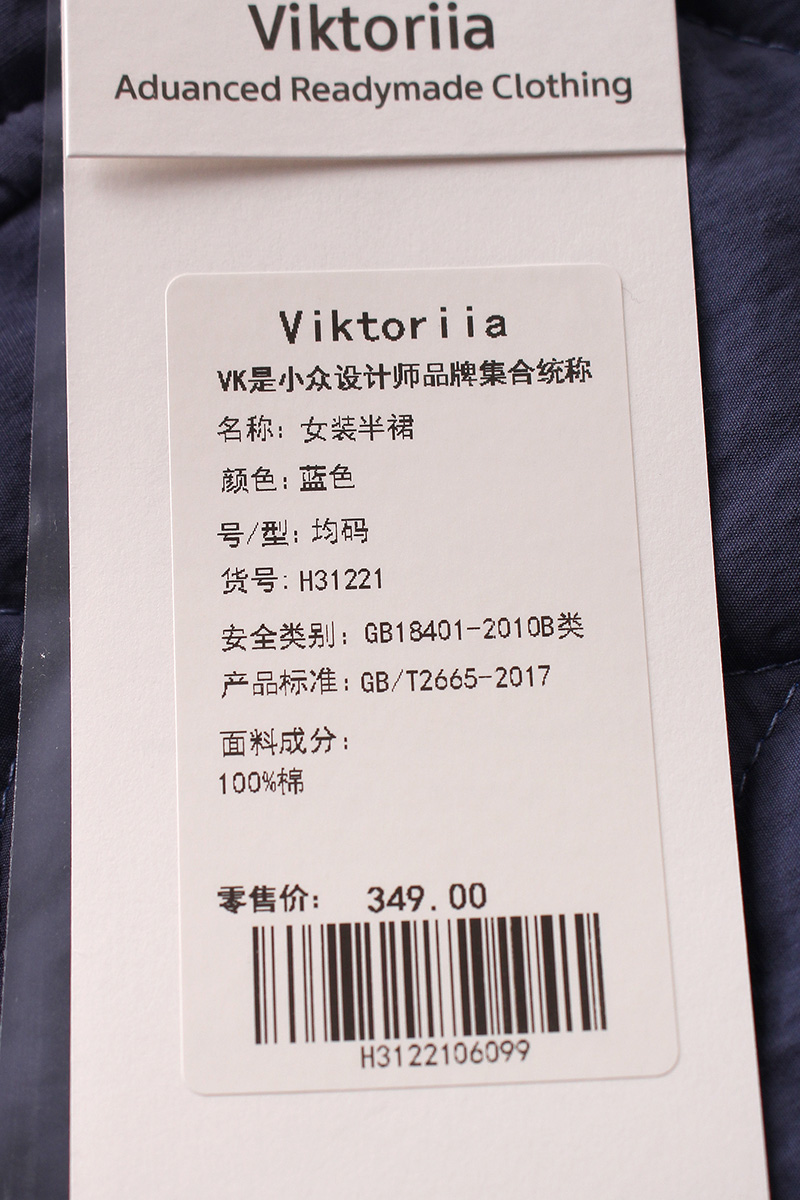 Viktoriia
Aduanced Readymade Clothing
Viktoriia
VK是小众设计师品牌集合统称
名称: 女装半裙
颜色: 蓝色
号/型: 均码
货号: H31221
安全类别: GB18401-2010B类
产品标准: GB/T2665-2017
面料成分:
100%棉
零售价: 349.00
H3122106099